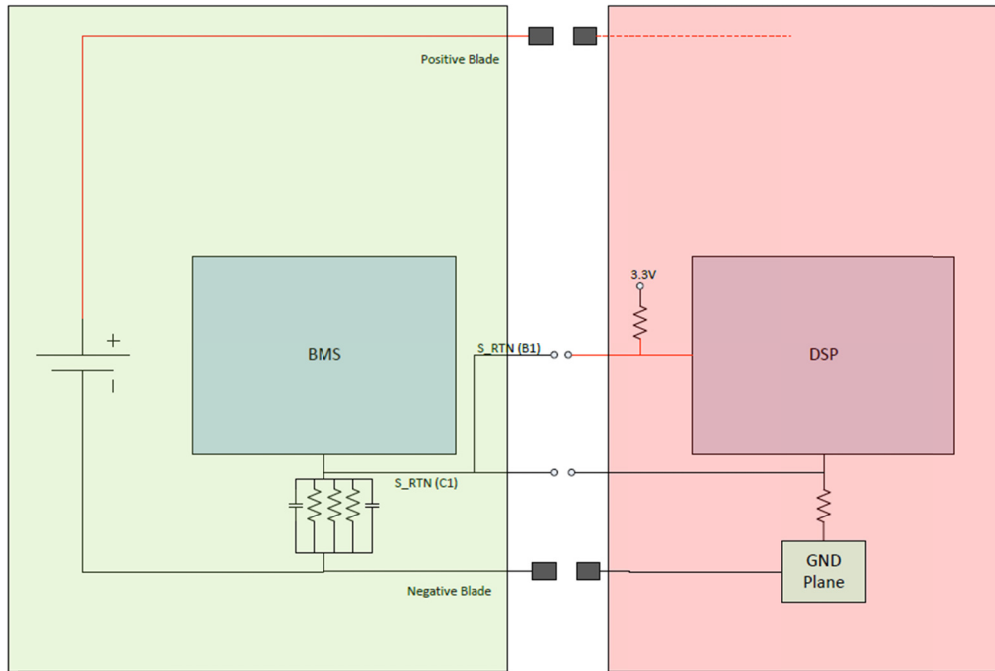 Positive Blade
3.3V
+
BMS
S_RTN (B1)
DSP
S_RTN (C1)
GND
Plane
Negative Blade